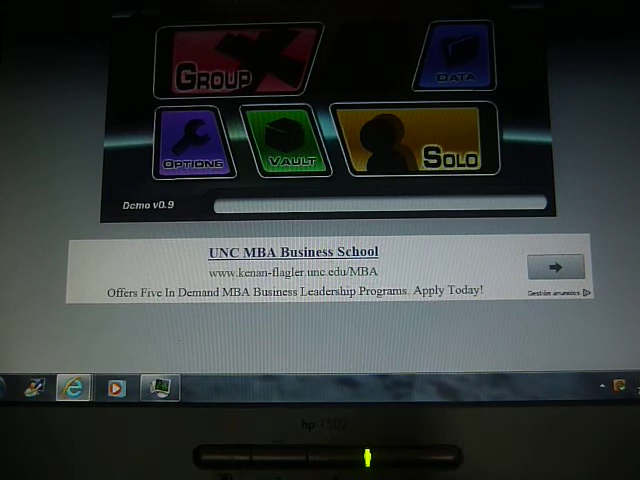 GROUP
DATA
OPTIONS
VAULT
SOLO
Demo v0.9
UNC MBA Business School
www.kenan-flagler.unc.edu/MBA
Offers Five In Demand MBA Business Leadership Programs. Apply Today!
Gestión anuncios
hp 1502